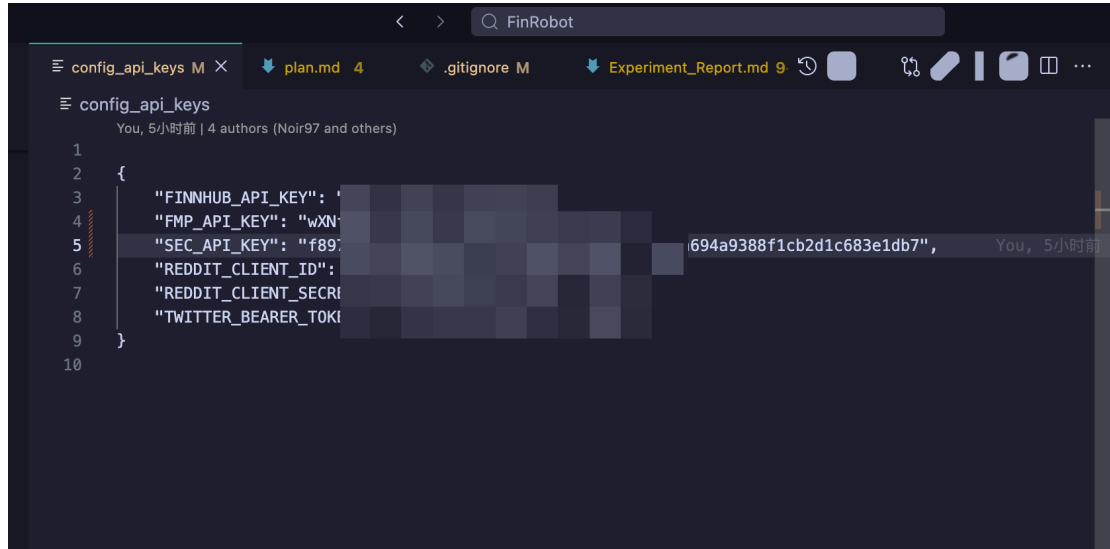 FinRobot
config_api_keys M
plan.md 4
.gitignore M
Experiment_Report.md 9
config_api_keys
You, 5小时前 | 4 authors (Noir97 and others)
1
2 {
3 "FINNHUB_API_KEY": "
4 "FMP_API_KEY": "wXN
5 "SEC_API_KEY": "f897 694a9388f1cb2d1c683e1db7", You, 5小时前
6 "REDDIT_CLIENT_ID":
7 "REDDIT_CLIENT_SECRE
8 "TWITTER_BEARER_TOKE
9 }
10